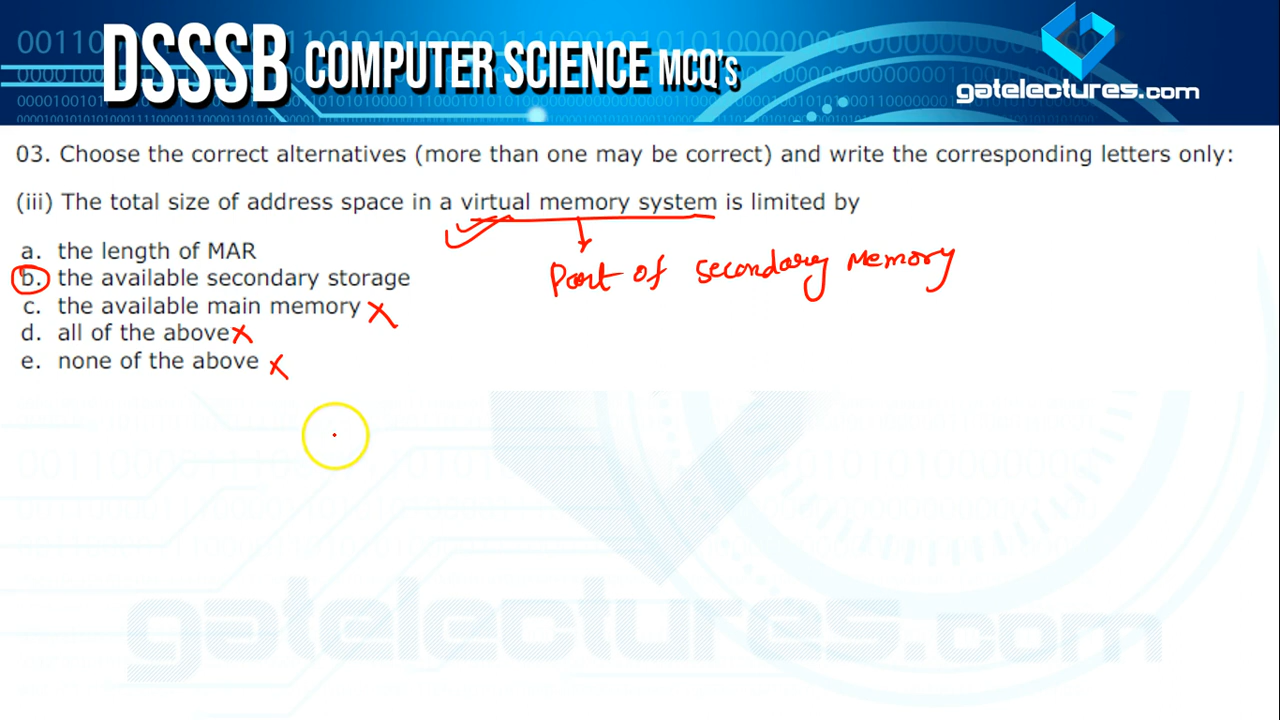 DSSSB COMPUTER SCIENCE MCQ's
gatelectures.com
03. Choose the correct alternatives (more than one may be correct) and write the corresponding letters only:
(iii) The total size of address space in a virtual memory system is limited by
a. the length of MAR
b. the available secondary storage
Part of Secondary Memory
c. the available main memory
d. all of the above
e. none of the above
gatelectures.com